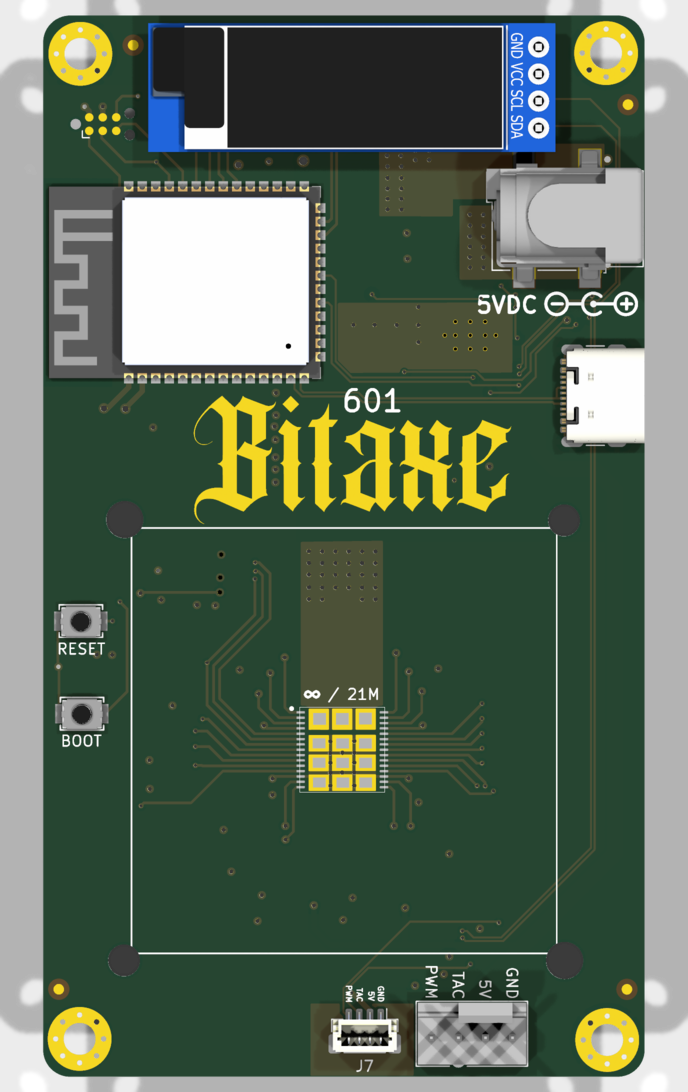 GND VCC SCL SDA
5VDC
601
Bitaxe
RESET
∞ / 21M
BOOT
PWM TAC 5V GND
PWM TAC 5V GND
J7